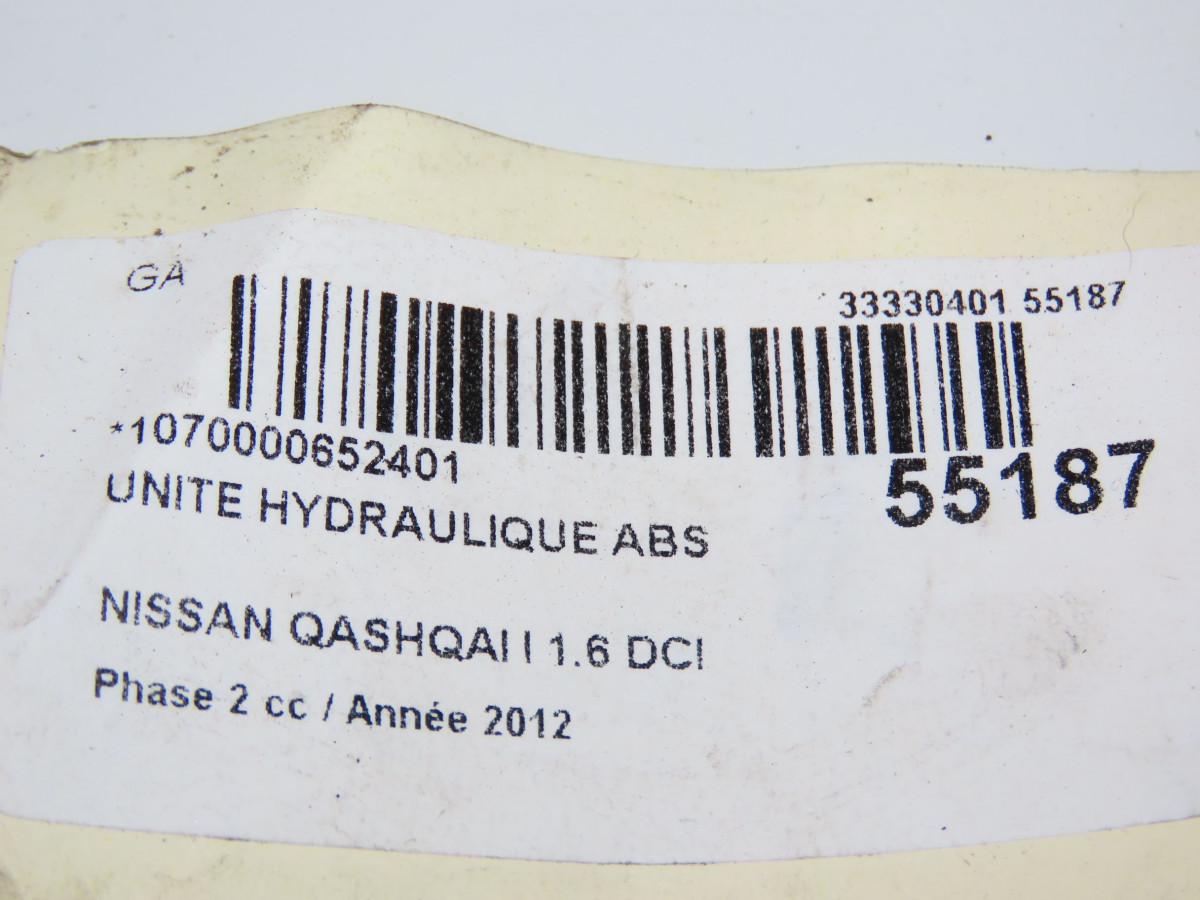 GA
33330401 55187
*1070000652401
55187
UNITE HYDRAULIQUE ABS
NISSAN QASHQAI I 1.6 DCI
Phase 2 cc / Année 2012